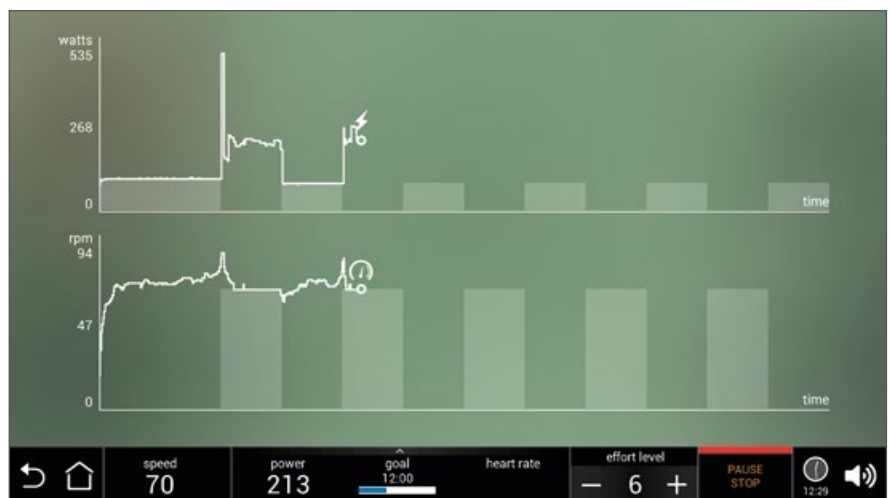 watts
535
268
0
time
rpm
94
47
0
time
speed
70
power
213
goal
12:00
heart rate
effort level
— 6 +
PAUSE
STOP
12:29